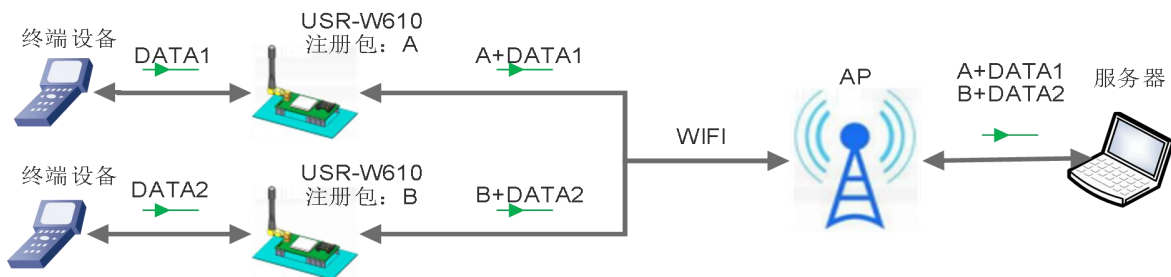 终端设备
DATA1
USR-W610
注册包：A
A+DATA1
AP
A+DATA1
B+DATA2
服务器
WIFI
终端设备
DATA2
USR-W610
注册包：B
B+DATA2